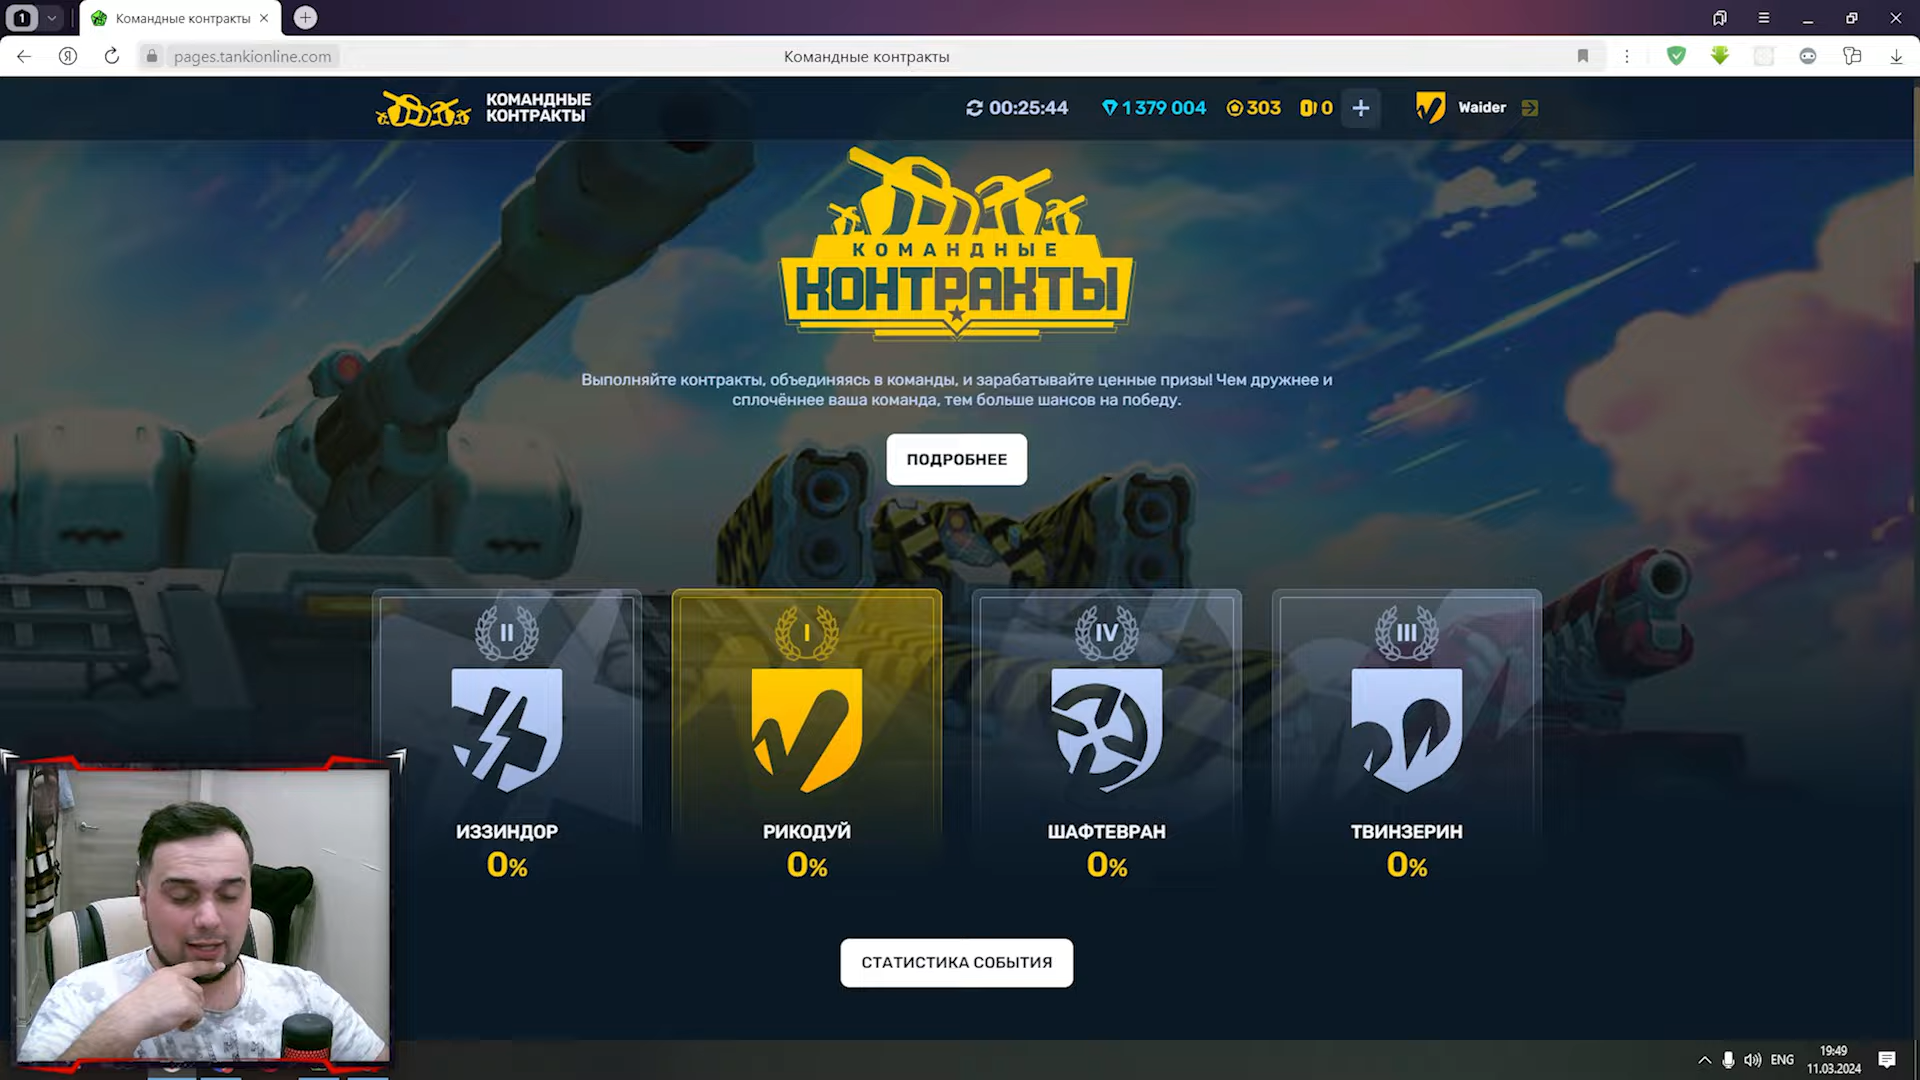 1
Командные контракты
pages.tankionline.com
Командные контракты
КОМАНДНЫЕ
КОНТРАКТЫ
00:25:44
1 379 004
303
0
Waider
КОМАНДНЫЕ
КОНТРАКТЫ
Выполняйте контракты, объединяясь в команды, и зарабатывайте ценные призы! Чем дружнее и
сплочённее ваша команда, тем больше шансов на победу.
ПОДРОБНЕЕ
II
I
IV
III
ИЗЗИНДОР
РИКОДУЙ
ШАФТЕВРАН
ТВИНЗЕРИН
0%
0%
0%
0%
СТАТИСТИКА СОБЫТИЯ
ENG
19:49
11.03.2024